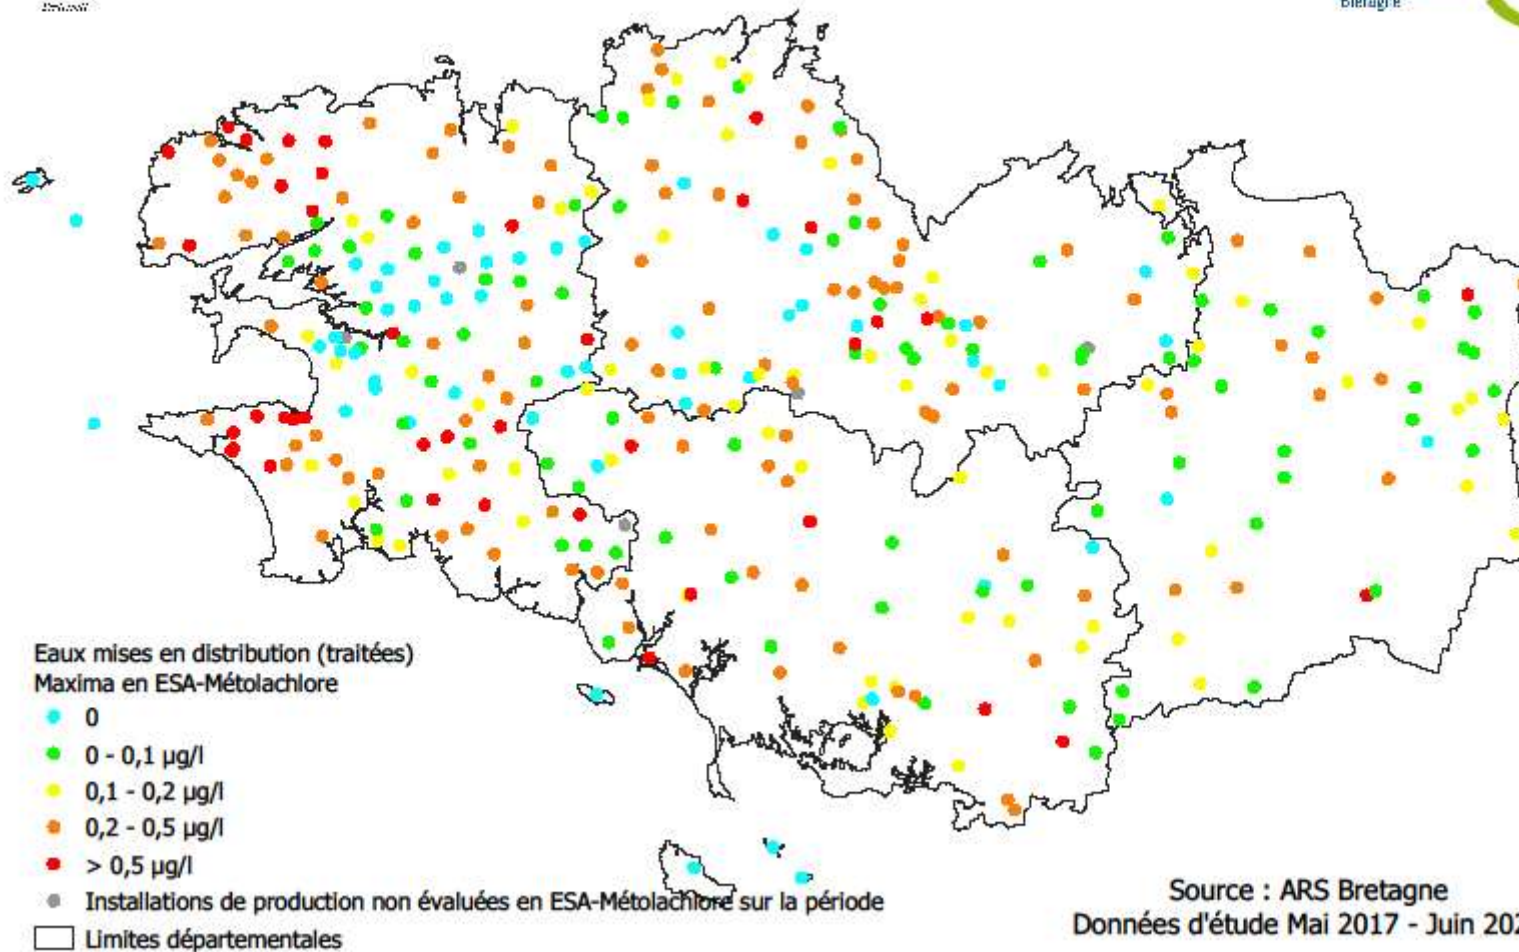 Bretagne
Eaux mises en distribution (traitées)
Maxima en ESA-Métolachlore
0
0 - 0,1 µg/l
0,1 - 0,2 µg/l
0,2 - 0,5 µg/l
> 0,5 µg/l
Installations de production non évaluées en ESA-Métolachlore sur la période
Limites départementales
Source : ARS Bretagne
Données d'étude Mai 2017 - Juin 202